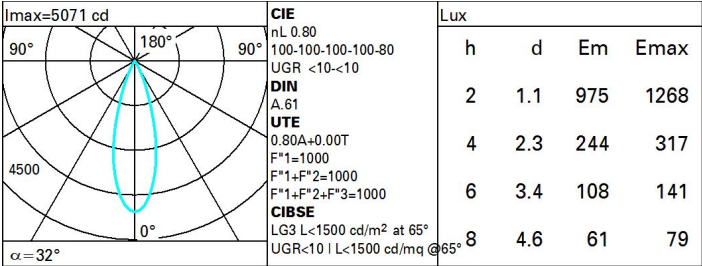 Imax=5071 cd
90°
180°
90°
4500
0°
α=32°
CIE
nL 0.80
100-100-100-100-80
UGR <10-<10
DIN
A.61
UTE
0.80A+0.00T
F"1=1000
F"1+F"2=1000
F"1+F"2+F"3=1000
CIBSE
LG3 L<1500 cd/m² at 65°
UGR<10 | L<1500 cd/mq @65°
Lux
h d Em Emax
2 1.1 975 1268
4 2.3 244 317
6 3.4 108 141
8 4.6 61 79